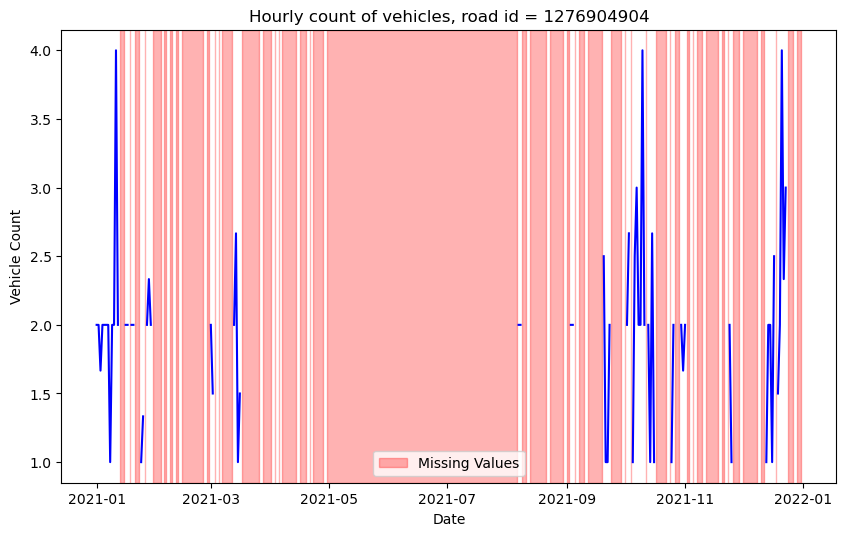 Hourly count of vehicles, road id = 1276904904
4.0
3.5
3.0
2.5
2.0
1.5
1.0
Vehicle Count
Missing Values
2021-01 2021-03 2021-05 2021-07 2021-09 2021-11 2022-01
Date